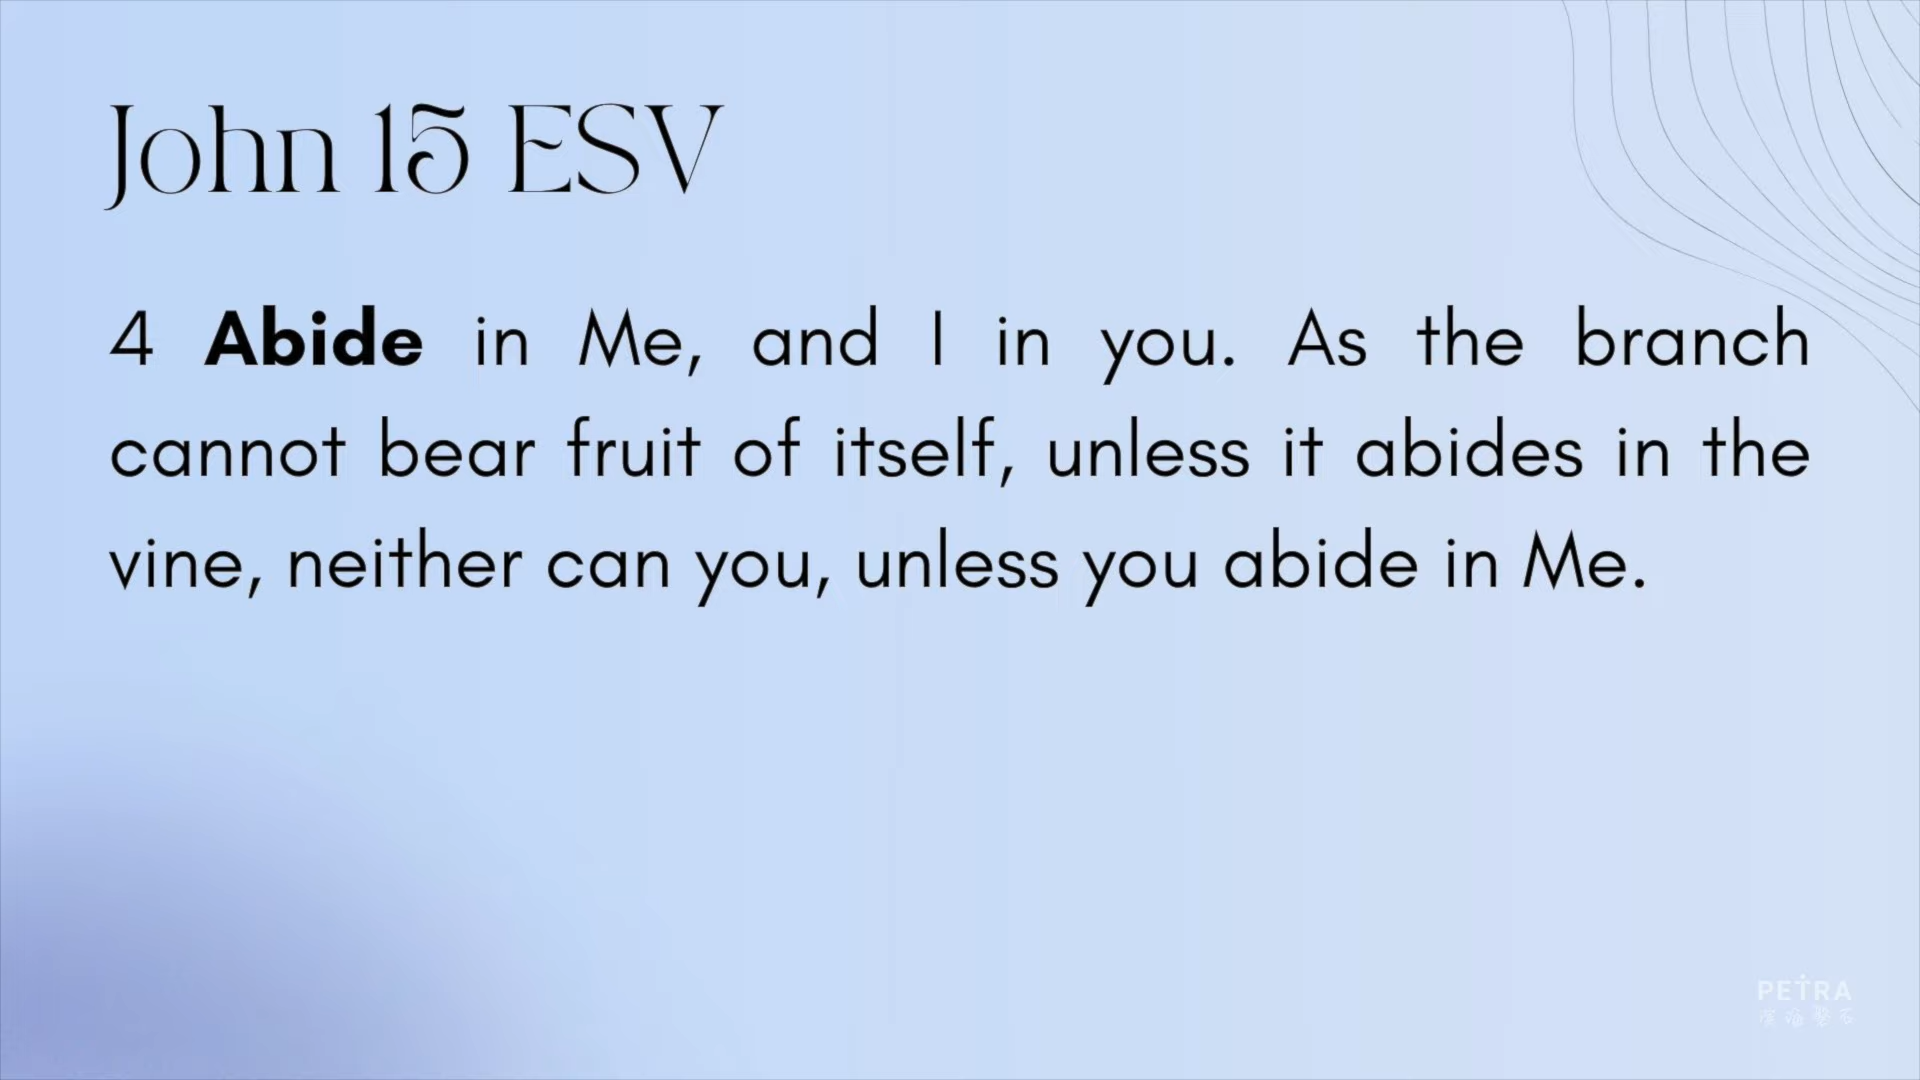 John 15 ESV
4 Abide in Me, and I in you. As the branch
cannot bear fruit of itself, unless it abides in the
vine, neither can you, unless you abide in Me.
PETRA